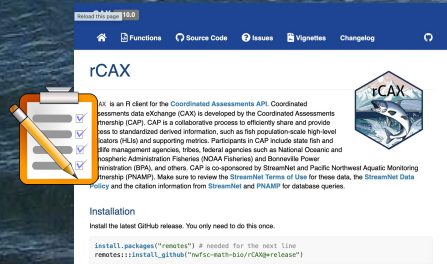 10.0
Reload this page
Functions
Source Code
Issues
Vignettes
Changelog
rCAX
rCAX
AX is an R client for the Coordinated Assessments API. Coordinated
sessments data eXchange (CAX) is developed by the Coordinated Assessments
rtnership (CAP). CAP is a collaborative process to efficiently share and provide
cess to standardized derived information, such as fish population-scale high-level
icators (HLIs) and supporting metrics. Participants in CAP include state fish and
dlife management agencies, tribes, federal agencies such as National Oceanic and
mospheric Administration Fisheries (NOAA Fisheries) and Bonneville Power
ministration (BPA), and others. CAP is co-sponsored by StreamNet and Pacific Northwest Aquatic Monitoring
rtnership (PNAMP). Make sure to review the StreamNet Terms of Use for these data, the StreamNet Data
Policy and the citation information from StreamNet and PNAMP for database queries.
Installation
Install the latest GitHub release. You only need to do this once.
install.packages("remotes") # needed for the next line
remotes:::install_github("nwfsc-math-bio/rCAX@*release")